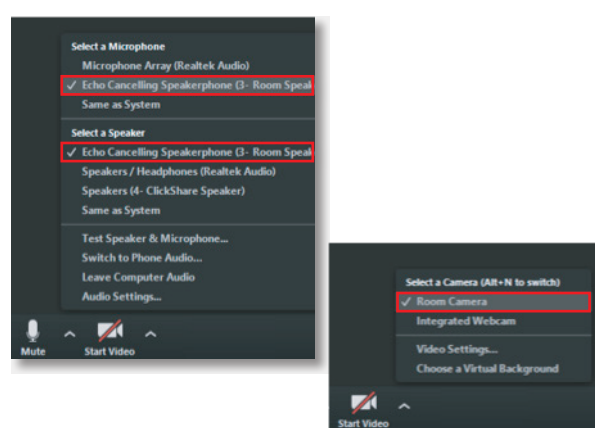 Select a Microphone
Microphone Array (Realtek Audio)
✓ Echo Cancelling Speakerphone (3- Room Speak
Same as System
Select a Speaker
✓ Echo Cancelling Speakerphone (3- Room Speak
Speakers / Headphones (Realtek Audio)
Speakers (4- ClickShare Speaker)
Same as System
Test Speaker & Microphone...
Switch to Phone Audio...
Leave Computer Audio
Audio Settings...
Mute
Start Video
Select a Camera (Alt+N to switch)
✓ Room Camera
Integrated Webcam
Video Settings...
Choose a Virtual Background
Start Video